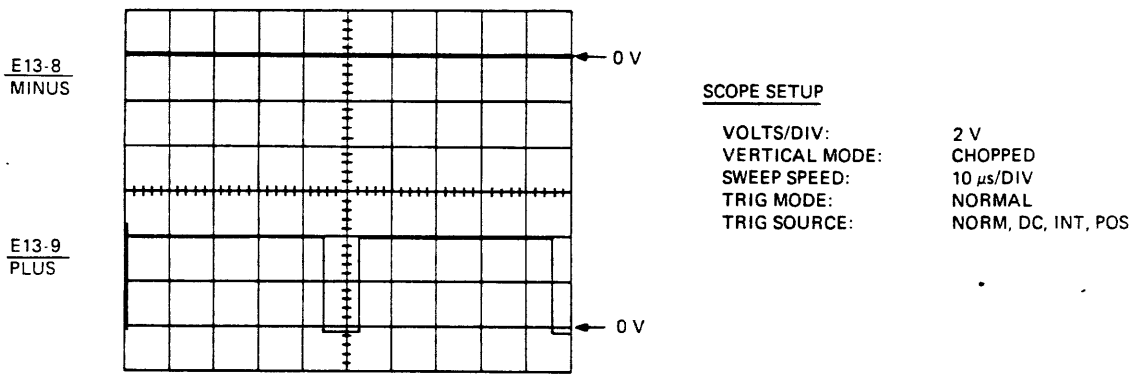 E13-8
MINUS
0 V
E13-9
PLUS
0 V
SCOPE SETUP
VOLTS/DIV: 2 V
VERTICAL MODE: CHOPPED
SWEEP SPEED: 10 μs/DIV
TRIG MODE: NORMAL
TRIG SOURCE: NORM, DC, INT, POS